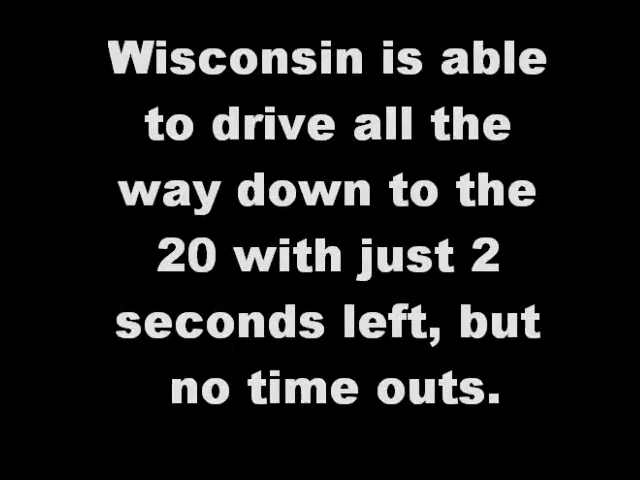 Wisconsin is able
to drive all the
way down to the
20 with just 2
seconds left, but
no time outs.